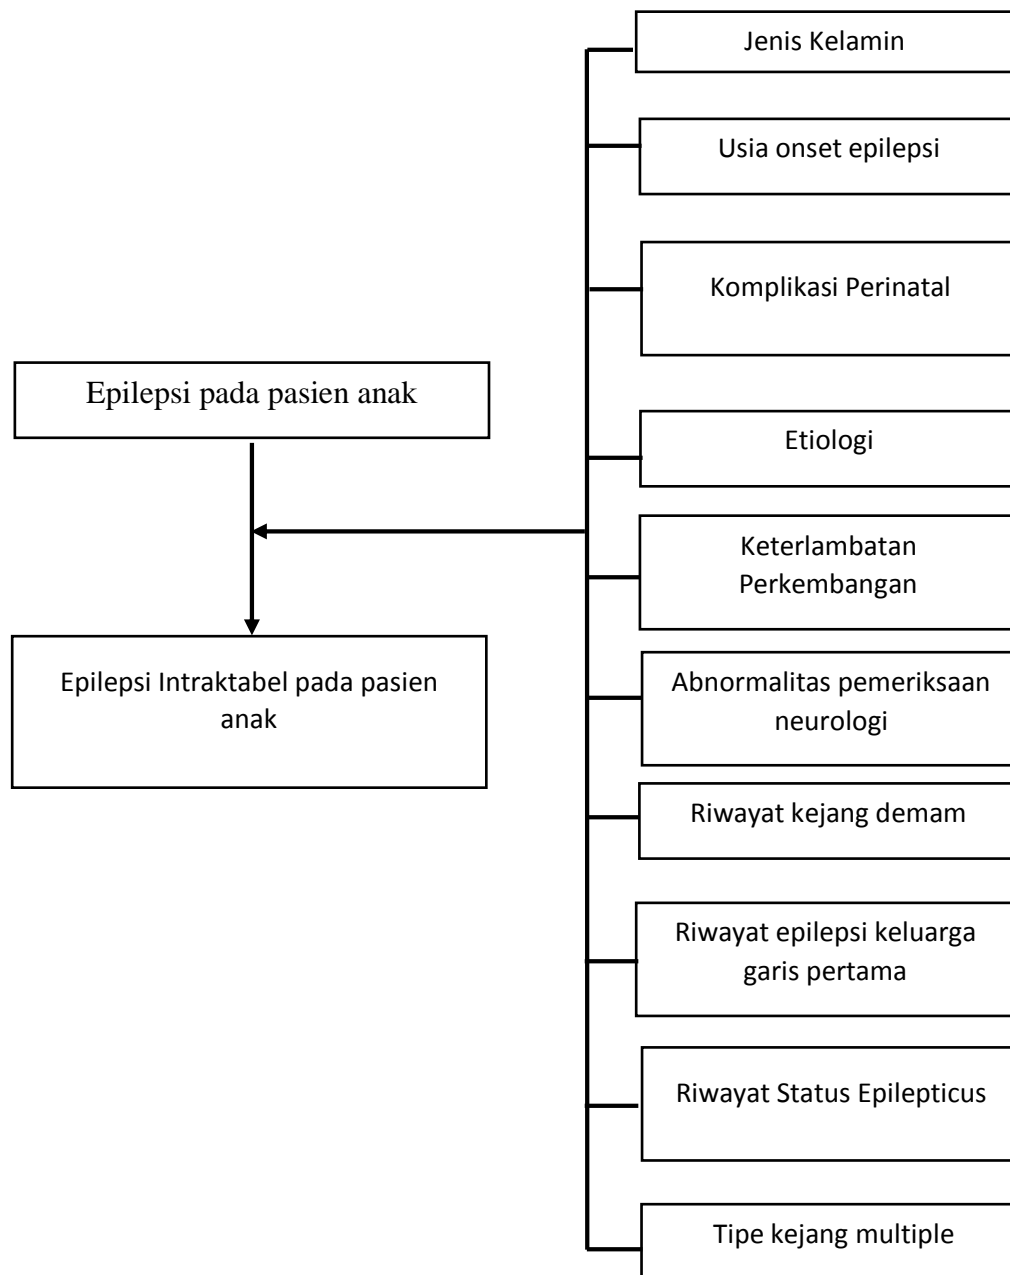 Jenis Kelamin
Usia onset epilepsi
Komplikasi Perinatal
Epilepsi pada pasien anak
Etiologi
Keterlambatan
Perkembangan
Epilepsi Intraktabel pada pasien
anak
Abnormalitas pemeriksaan
neurologi
Riwayat kejang demam
Riwayat epilepsi keluarga
garis pertama
Riwayat Status Epilepticus
Tipe kejang multiple